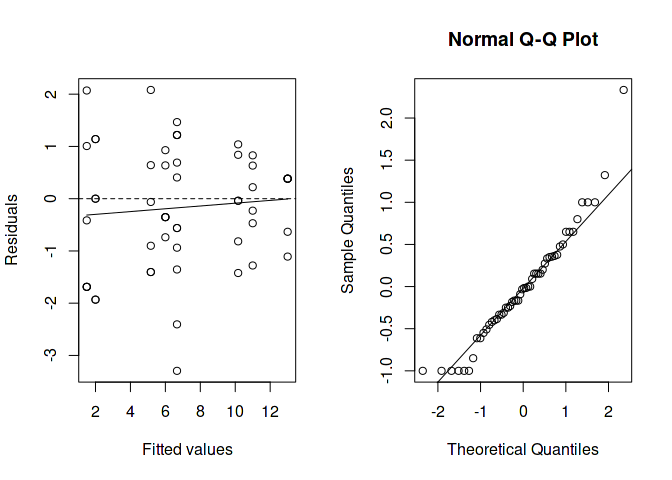 Normal Q-Q Plot
Residuals
2
1
0
-1
-2
-3
2 4 6 8 10 12
Fitted values
Sample Quantiles
2.0
1.5
1.0
0.5
0.0
-0.5
-1.0
-2 -1 0 1 2
Theoretical Quantiles